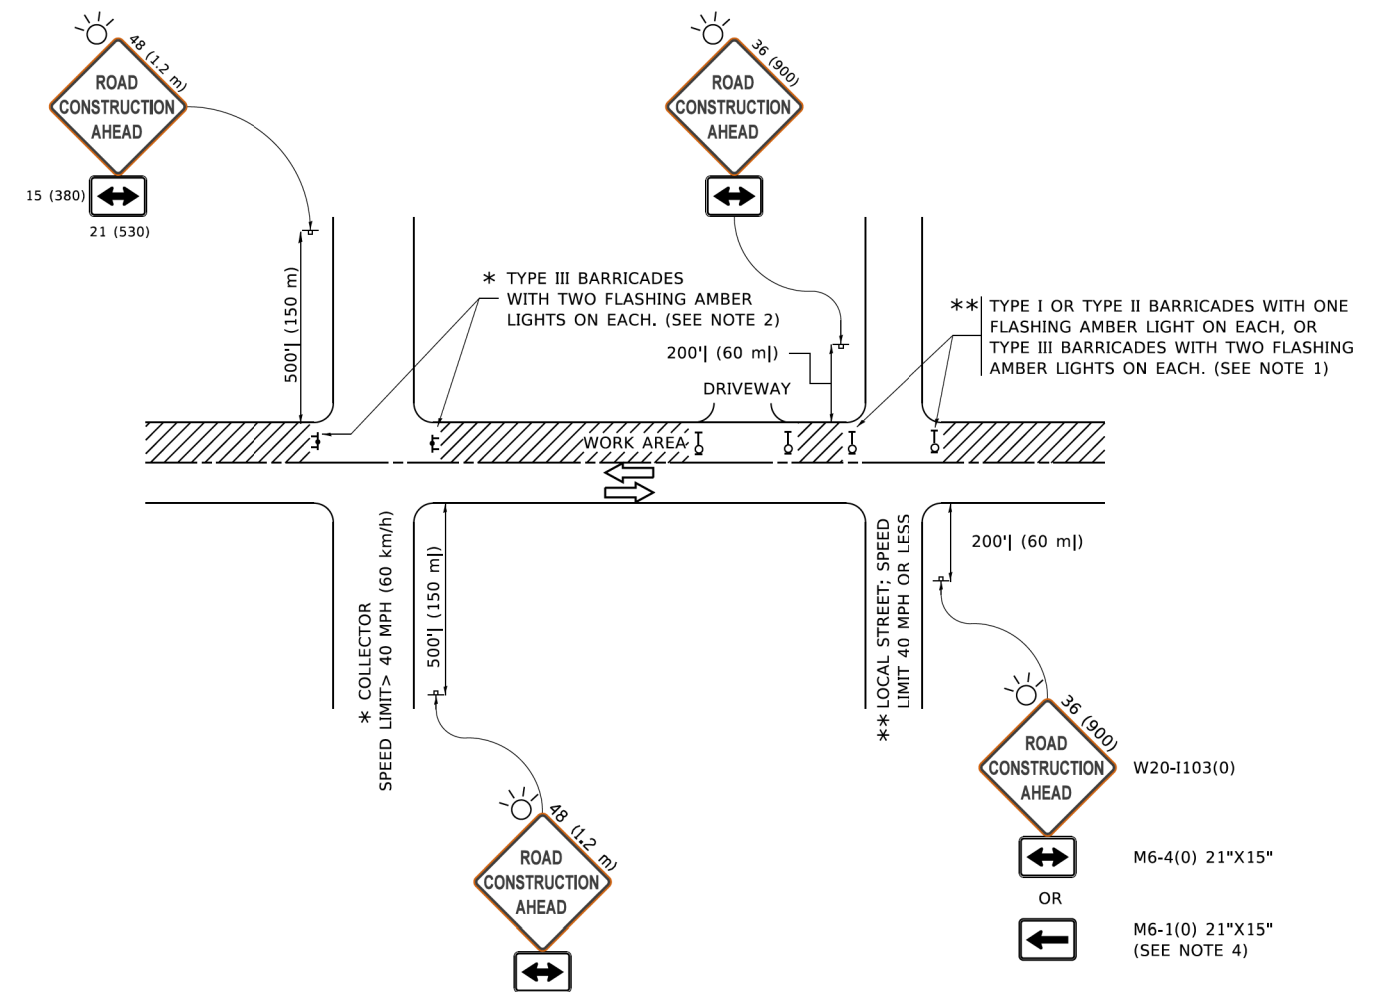 48 (1.2 m)
ROAD
CONSTRUCTION
AHEAD
15 (380)
21 (530)
36 (900)
ROAD
CONSTRUCTION
AHEAD
500'| (150 m)
* TYPE III BARRICADES
WITH TWO FLASHING AMBER
LIGHTS ON EACH. (SEE NOTE 2)
200'| (60 m|)
DRIVEWAY
** TYPE I OR TYPE II BARRICADES WITH ONE
FLASHING AMBER LIGHT ON EACH, OR
TYPE III BARRICADES WITH TWO FLASHING
AMBER LIGHTS ON EACH. (SEE NOTE 1)
WORK AREA
* COLLECTOR
SPEED LIMIT> 40 MPH (60 km/h)
500'| (150 m|)
** LOCAL STREET; SPEED
LIMIT 40 MPH OR LESS
200'| (60 m|)
48 (1.2 m)
ROAD
CONSTRUCTION
AHEAD
36 (900)
ROAD
CONSTRUCTION
AHEAD
W20-I103(0)
M6-4(0) 21"X15"
OR
M6-1(0) 21"X15"
(SEE NOTE 4)